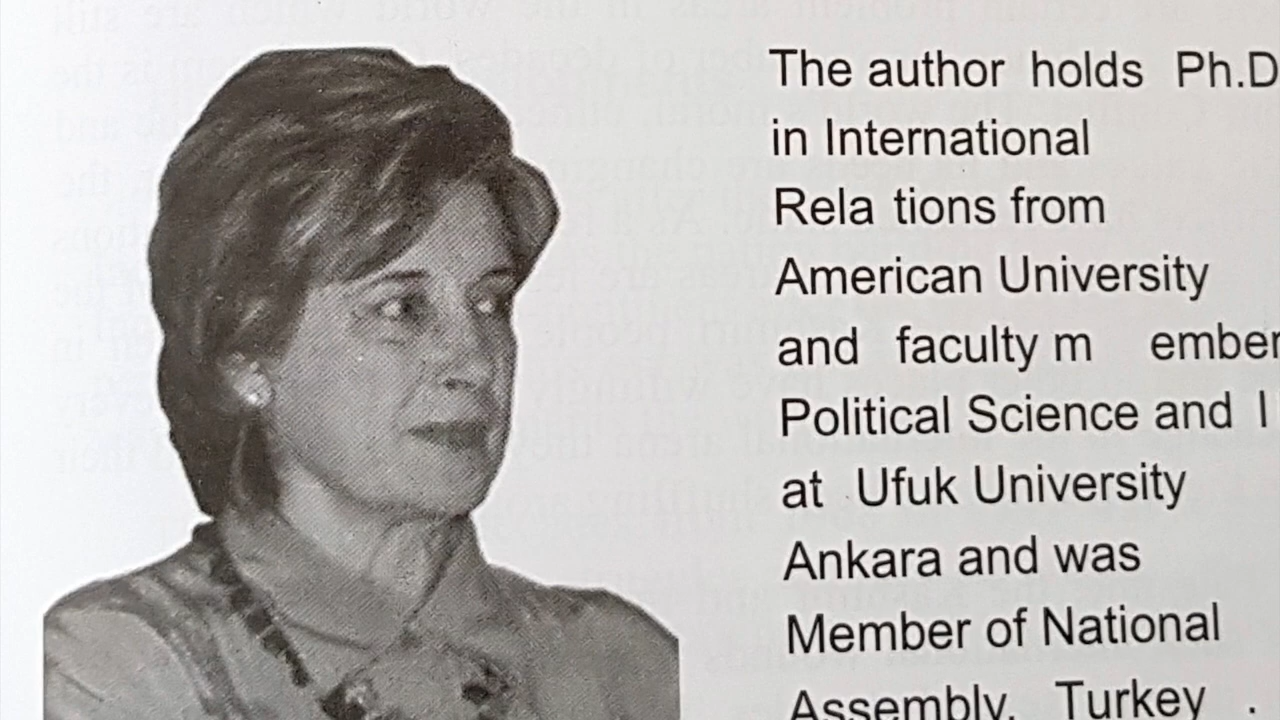 The author holds Ph.D
in International
Rela tions from
American University
and faculty m ember
Political Science and I
at Ufuk University
Ankara and was
Member of National
Assembly, Turkey .